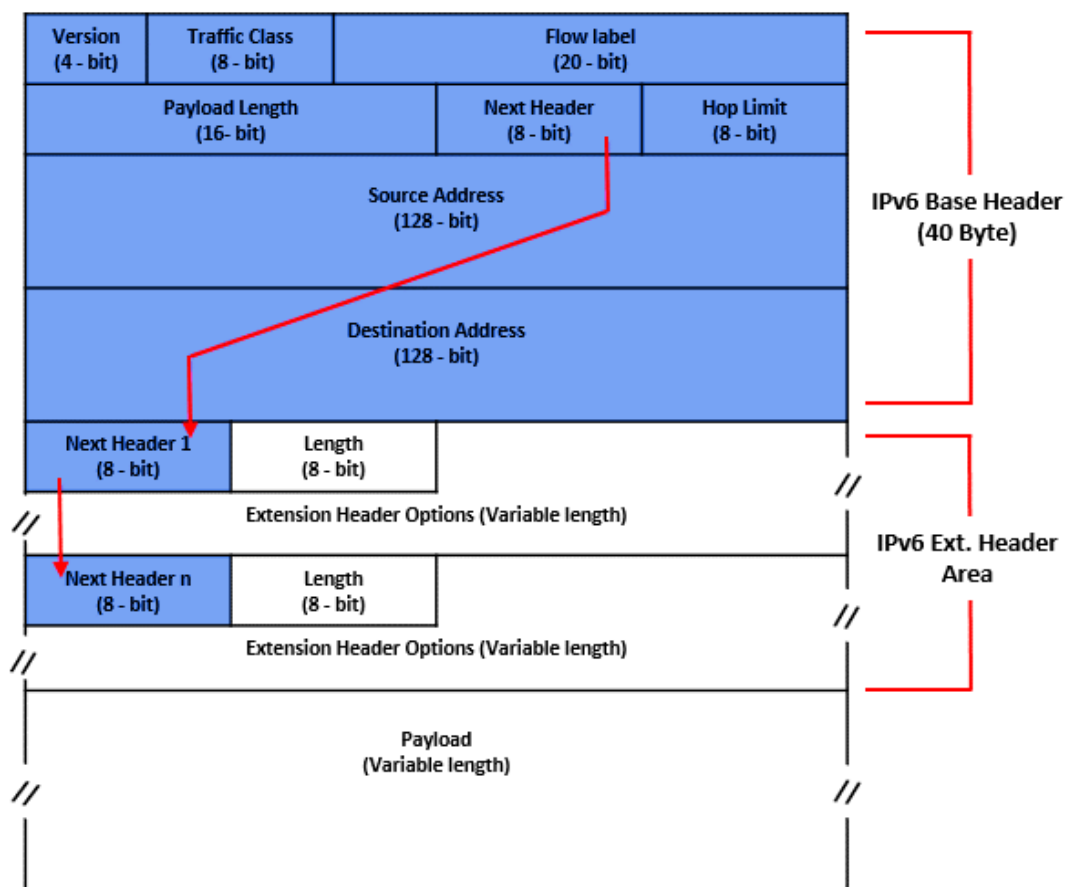 Version
(4 - bit)
Traffic Class
(8 - bit)
Flow label
(20 - bit)
Payload Length
(16- bit)
Next Header
(8 - bit)
Hop Limit
(8 - bit)
Source Address
(128 - bit)
IPv6 Base Header
(40 Byte)
Destination Address
(128 - bit)
Next Header 1
(8 - bit)
Length
(8 - bit)
Extension Header Options (Variable length)
IPv6 Ext. Header
Area
Next Header n
(8 - bit)
Length
(8 - bit)
Extension Header Options (Variable length)
Payload
(Variable length)